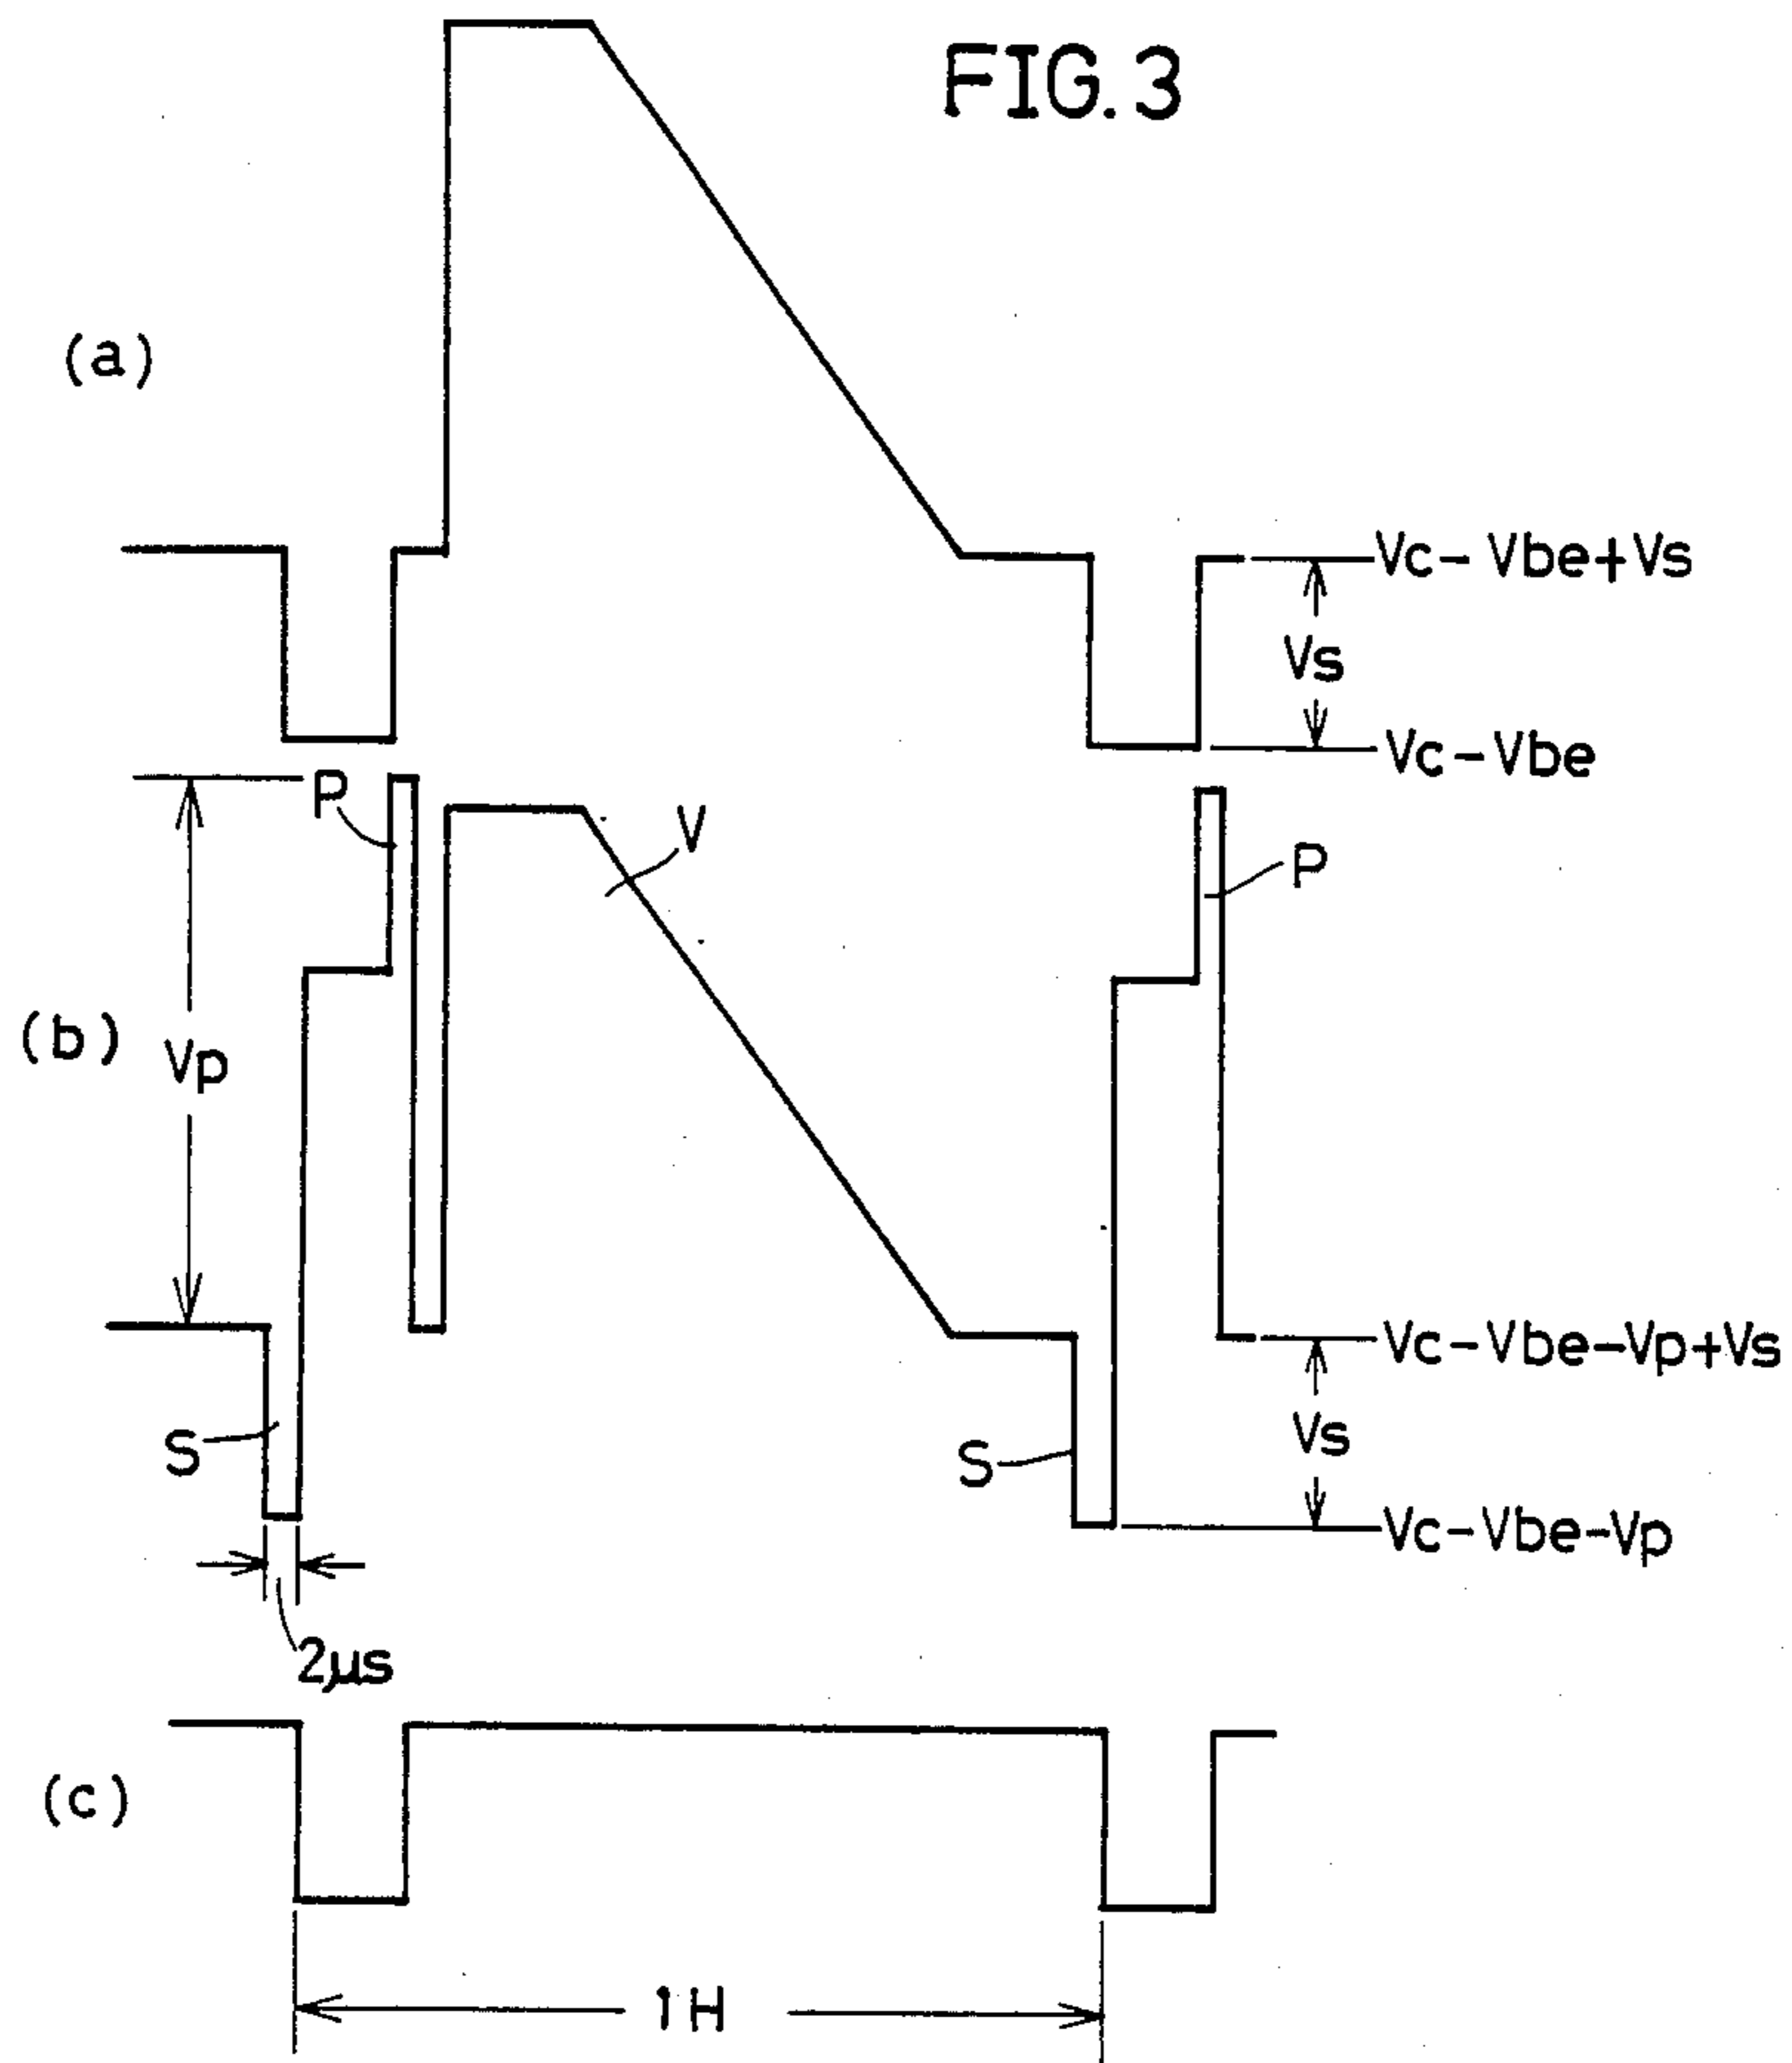 FIG. 3
(a)
Vc-Vbe+Vs
Vs
Vc-Vbe
P
V
P
(b)
Vp
Vc-Vbe-Vp+Vs
S
S
Vs
Vc-Vbe-Vp
2μs
(c)
1H